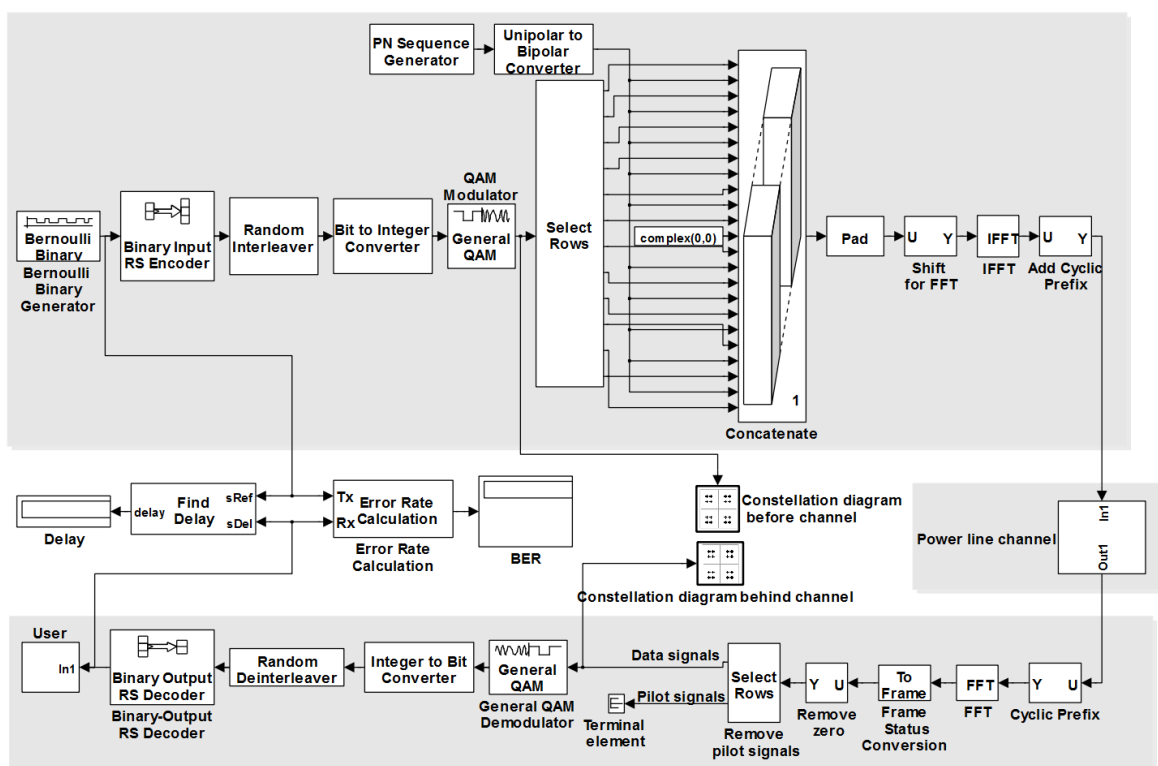 PN Sequence
Generator
Unipolar to
Bipolar
Converter
QAM
Modulator
Bernoulli
Binary
Bernoulli
Binary
Generator
Binary Input
RS Encoder
Random
Interleaver
Bit to Integer
Converter
General
QAM
Select
Rows
complex(0,0)
1
Concatenate
Pad
U Y
Shift
for FFT
IFFT
IFFT
U Y
Add Cyclic
Prefix
delay
Find
Delay
sRef
sDel
Delay
Tx
Rx
Error Rate
Calculation
Error Rate
Calculation
BER
Constellation diagram
before channel
Constellation diagram behind channel
Power line channel
In1
Out1
User
In1
Binary Output
RS Decoder
Binary-Output
RS Decoder
Random
Deinterleaver
Integer to Bit
Converter
General
QAM
General QAM
Demodulator
Data signals
Pilot signals
Terminal
element
Select
Rows
Remove
pilot signals
Y U
Remove
zero
To
Frame
Frame
Status
Conversion
FFT
FFT
Y U
Cyclic Prefix